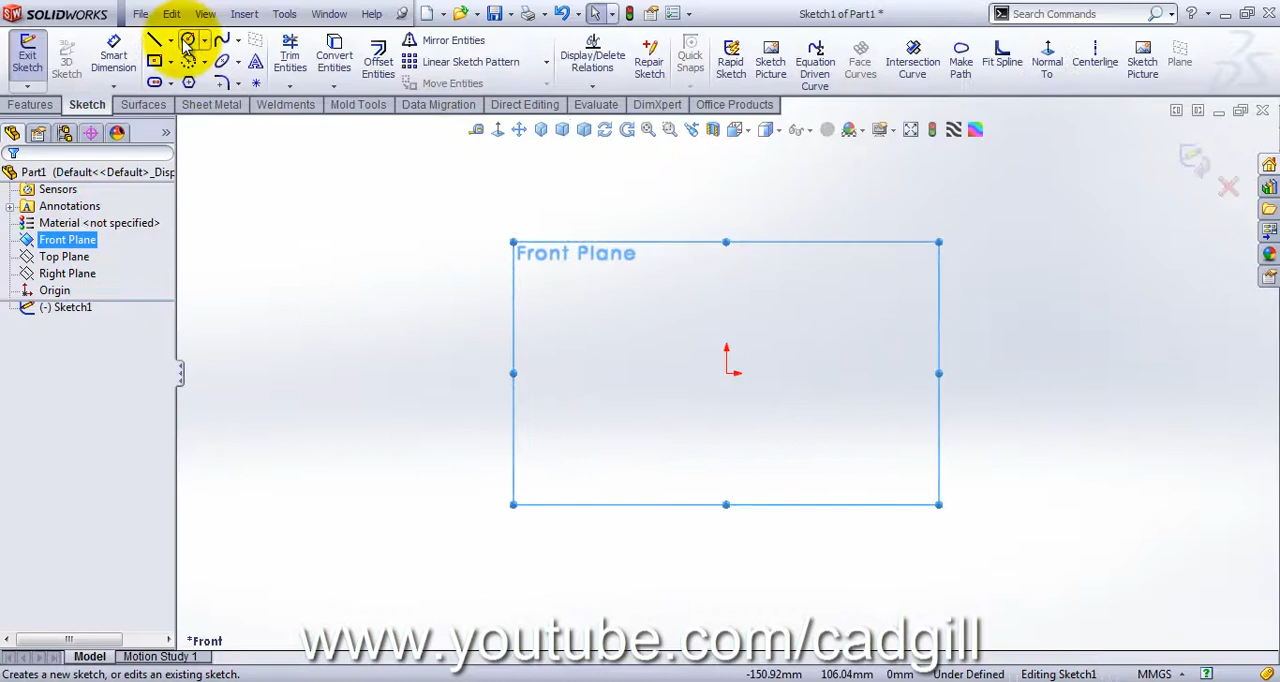 SW SOLIDWORKS File Edit View Insert Tools Window Help Sketch1 of Part1 * Search Commands
Exit Sketch
3D Sketch
Smart Dimension
Trim Entities
Convert Entities
Offset Entities
Mirror Entities
Linear Sketch Pattern
Move Entities
Display/Delete Relations
Repair Sketch
Quick Snaps
Rapid Sketch
Sketch Picture
Equation Driven Curve
Face Curves
Intersection Curve
Make Path
Fit Spline
Normal To
Centerline
Sketch Picture
Plane
Features Sketch Surfaces Sheet Metal Weldments Mold Tools Data Migration Direct Editing Evaluate DimXpert Office Products
Part1 (Default<<Default>_Disp
Sensors
Annotations
Material <not specified>
Front Plane
Top Plane
Right Plane
Origin
(-) Sketch1
Front Plane
*Front
www.youtube.com/cadgill
Model Motion Study 1
Creates a new sketch, or edits an existing sketch. -150.92mm 106.04mm 0mm Under Defined Editing Sketch1 MMGS